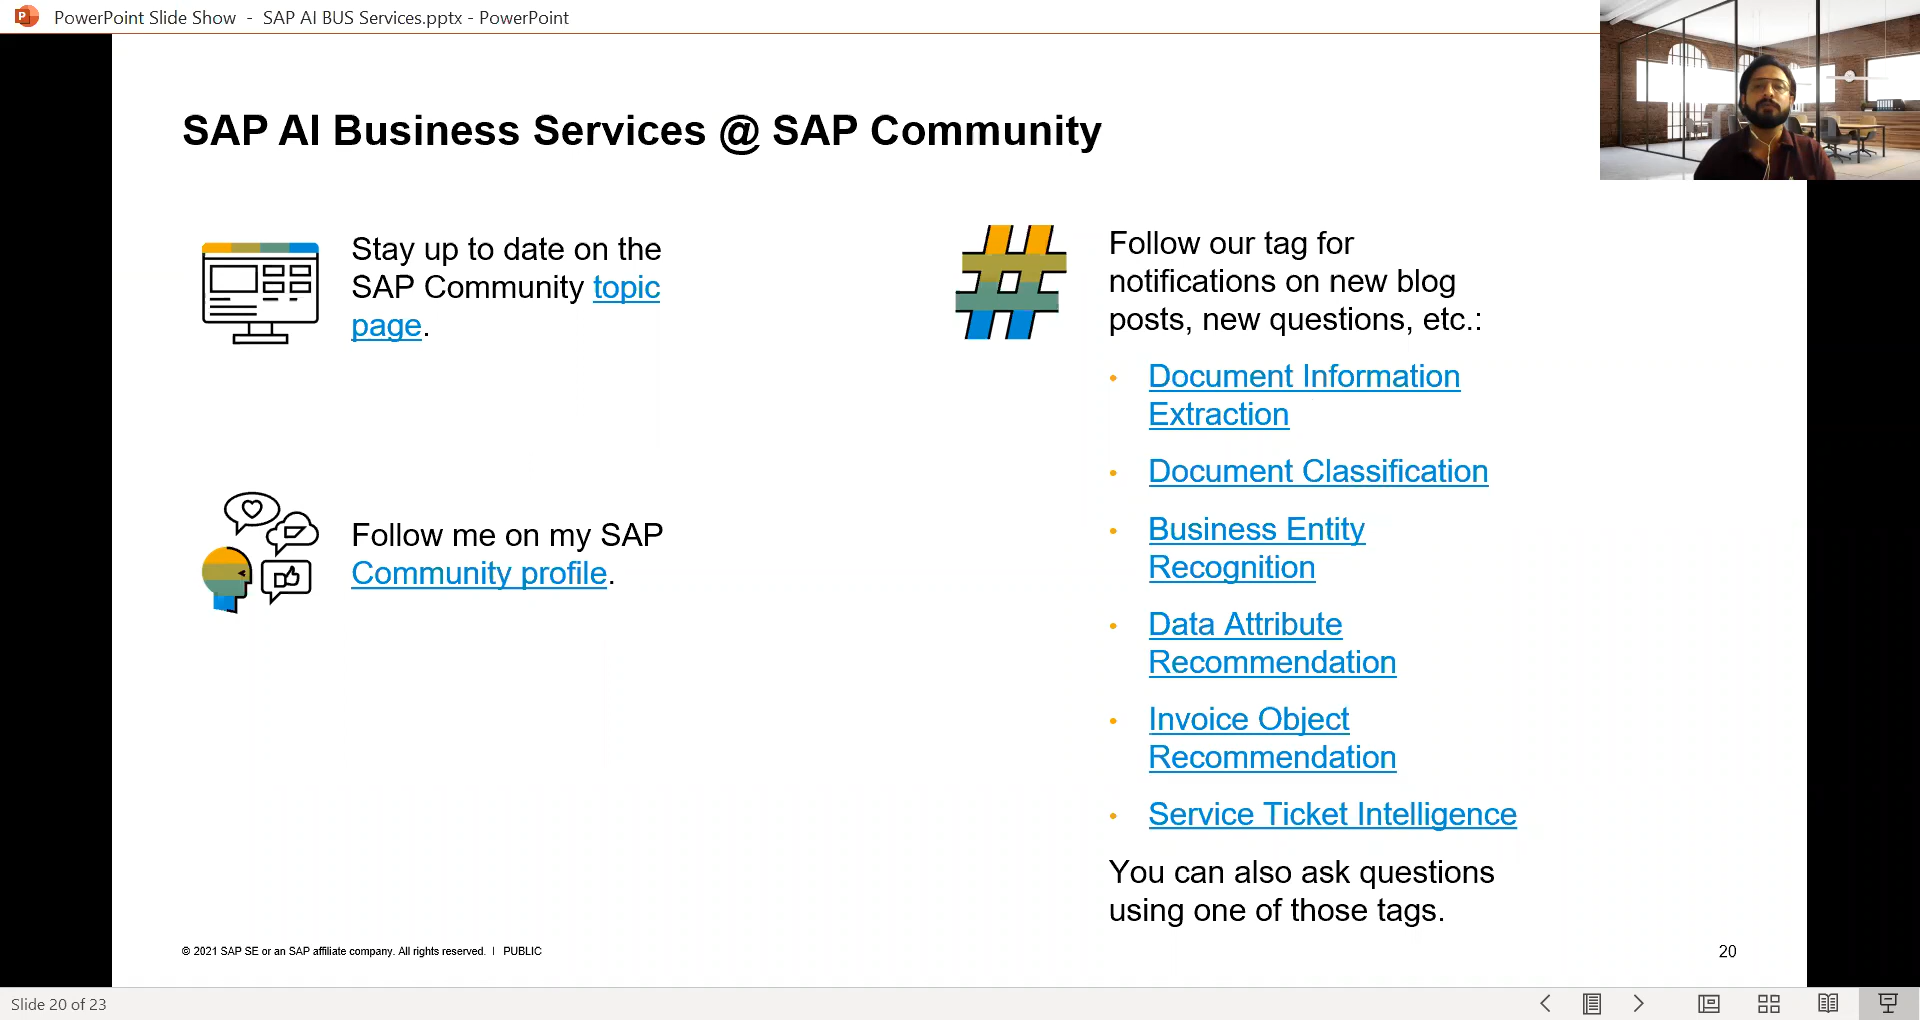 PowerPoint Slide Show - SAP AI BUS Services.pptx - PowerPoint
SAP AI Business Services @ SAP Community
Stay up to date on the
SAP Community topic
page.
Follow me on my SAP
Community profile.
Follow our tag for
notifications on new blog
posts, new questions, etc.:
• Document Information
Extraction
• Document Classification
• Business Entity
Recognition
• Data Attribute
Recommendation
• Invoice Object
Recommendation
• Service Ticket Intelligence
You can also ask questions
using one of those tags.
© 2021 SAP SE or an SAP affiliate company. All rights reserved. | PUBLIC
20
Slide 20 of 23